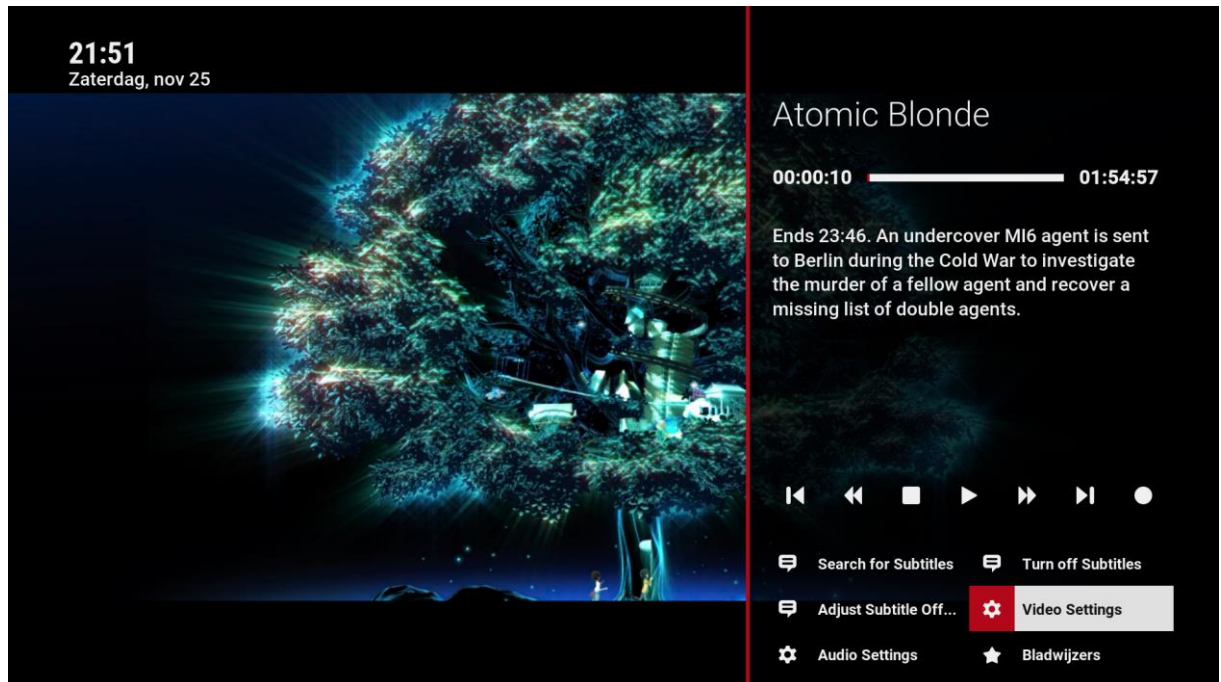 21:51
Zaterdag, nov 25
Atomic Blonde
00:00:10 01:54:57
Ends 23:46. An undercover MI6 agent is sent
to Berlin during the Cold War to investigate
the murder of a fellow agent and recover a
missing list of double agents.
Search for Subtitles Turn off Subtitles
Adjust Subtitle Off... Video Settings
Audio Settings Bladwijzers